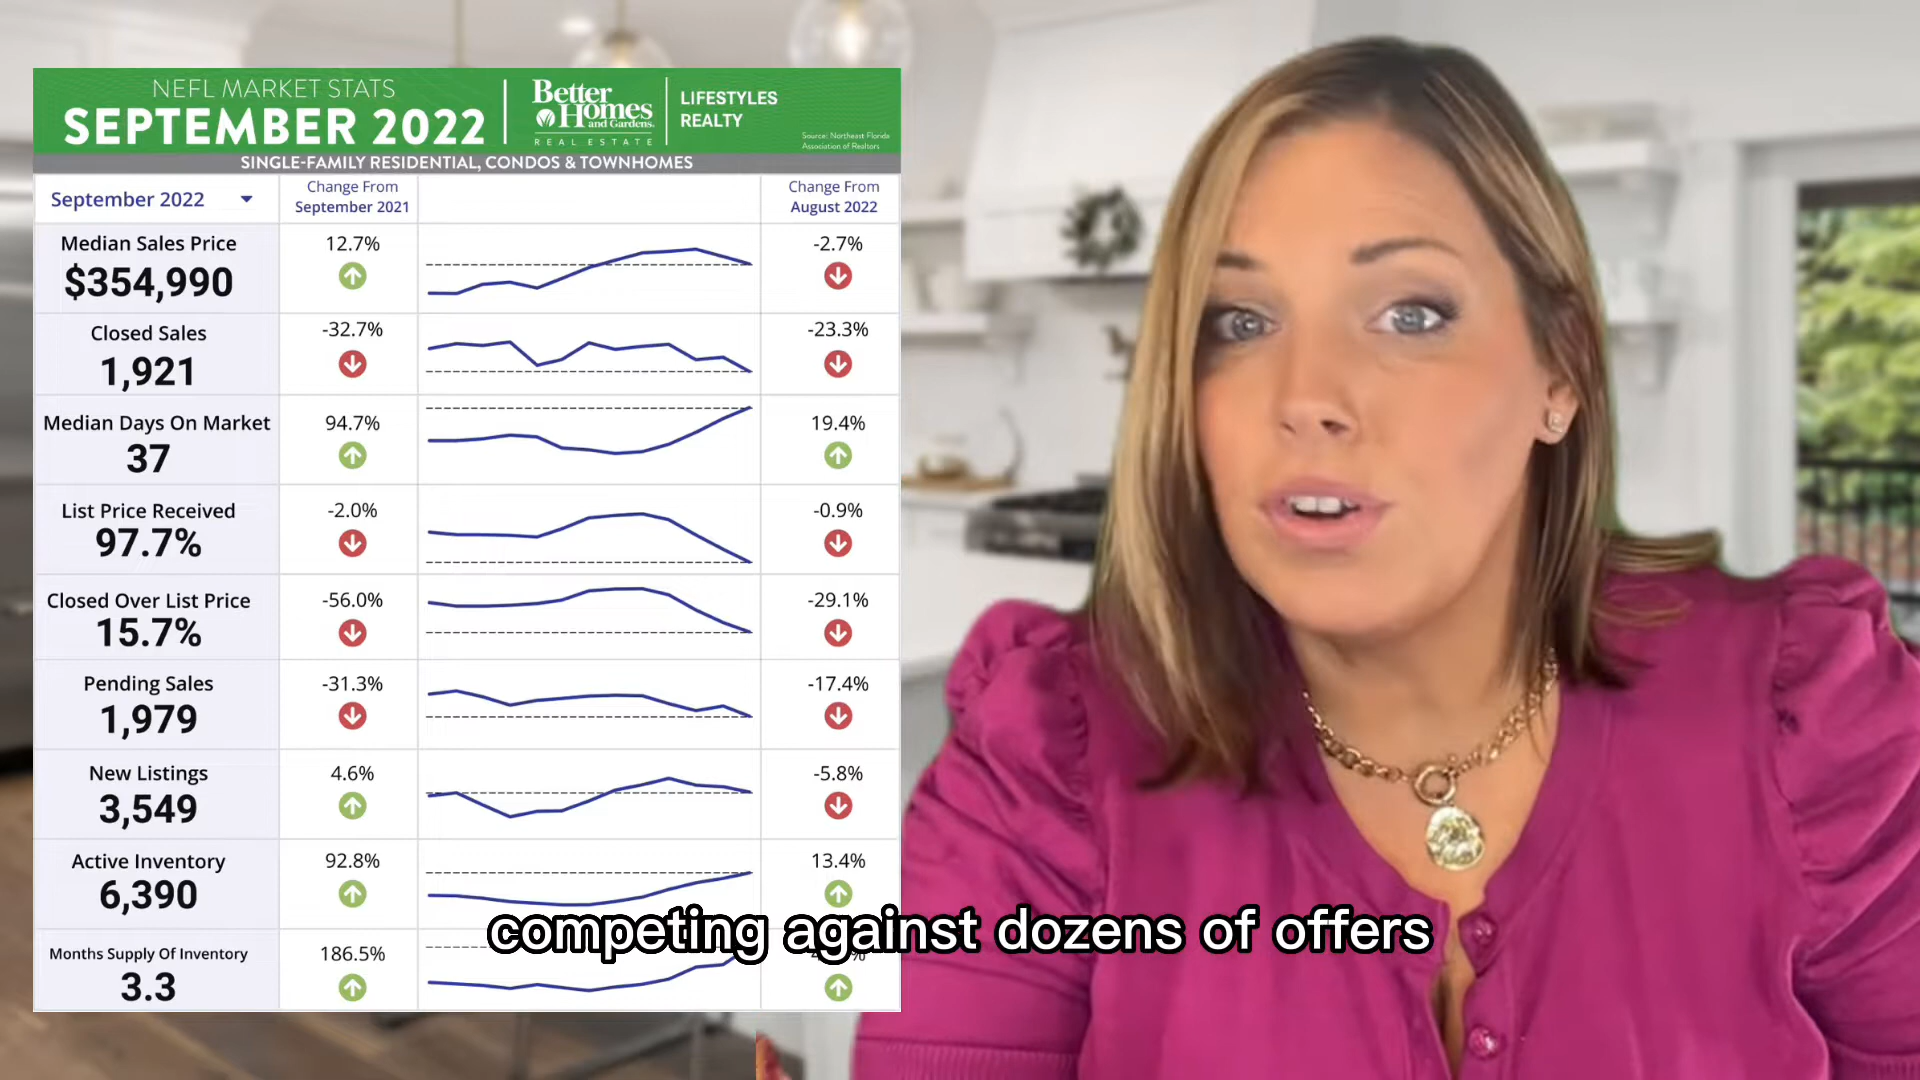 NEFL MARKET STATS
SEPTEMBER 2022
Better
Homes
and Gardens
REAL ESTATE
LIFESTYLES
REALTY
Source: Northeast Florida
Association of Realtors
SINGLE-FAMILY RESIDENTIAL, CONDOS & TOWNHOMES
September 2022
Change From
September 2021
Change From
August 2022
Median Sales Price
$354,990
12.7%
-2.7%
Closed Sales
1,921
-32.7%
-23.3%
Median Days On Market
37
94.7%
19.4%
List Price Received
97.7%
-2.0%
-0.9%
Closed Over List Price
15.7%
-56.0%
-29.1%
Pending Sales
1,979
-31.3%
-17.4%
New Listings
3,549
4.6%
-5.8%
Active Inventory
6,390
92.8%
13.4%
competing against dozens of offers
Months Supply Of Inventory
3.3
186.5%